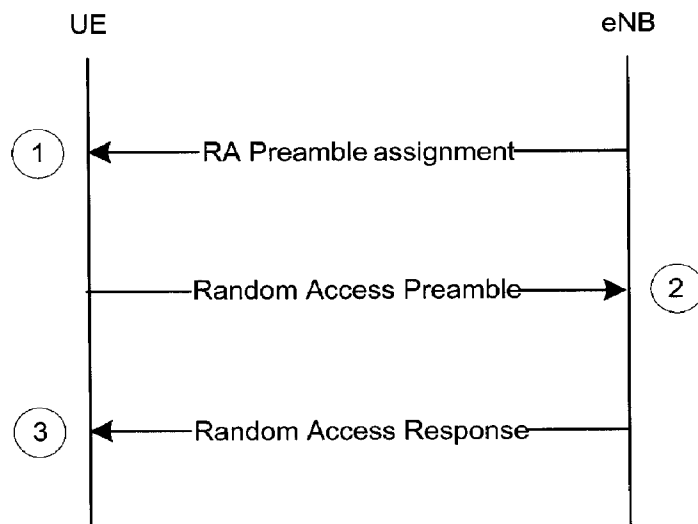 UE
eNB
1
RA Preamble assignment
Random Access Preamble
2
3
Random Access Response